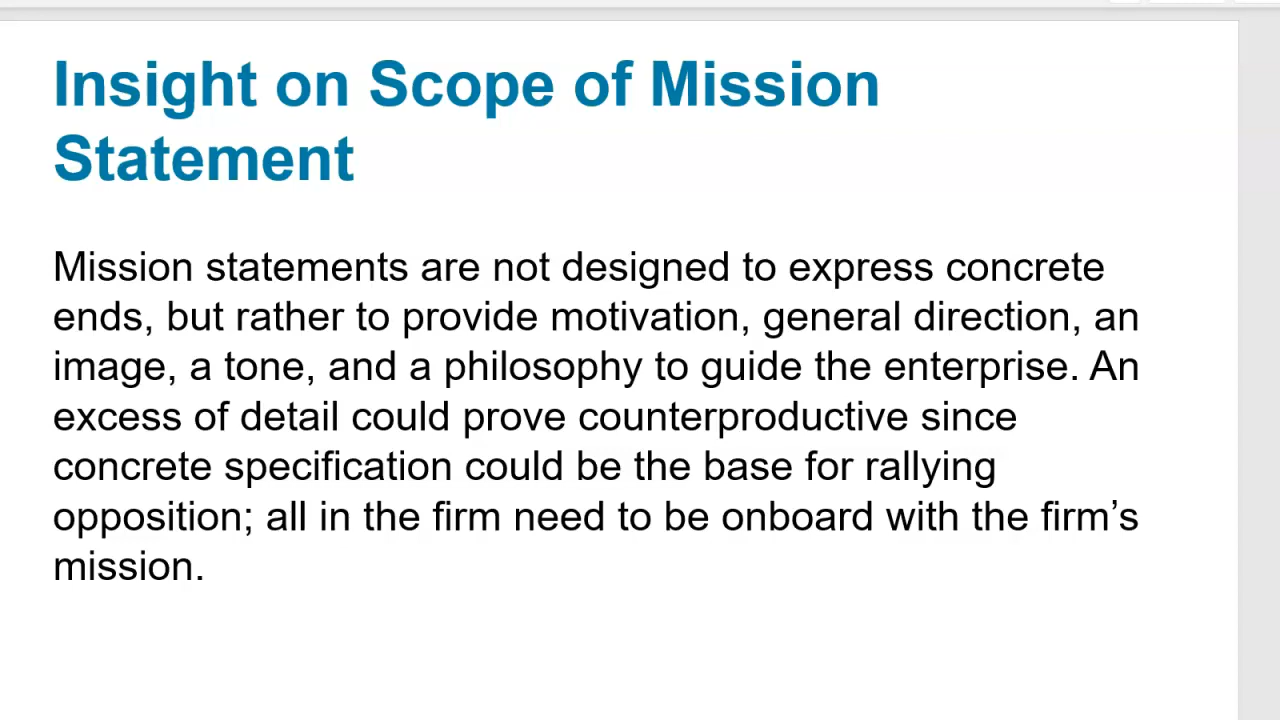 Insight on Scope of Mission
Statement
Mission statements are not designed to express concrete
ends, but rather to provide motivation, general direction, an
image, a tone, and a philosophy to guide the enterprise. An
excess of detail could prove counterproductive since
concrete specification could be the base for rallying
opposition; all in the firm need to be onboard with the firm’s
mission.